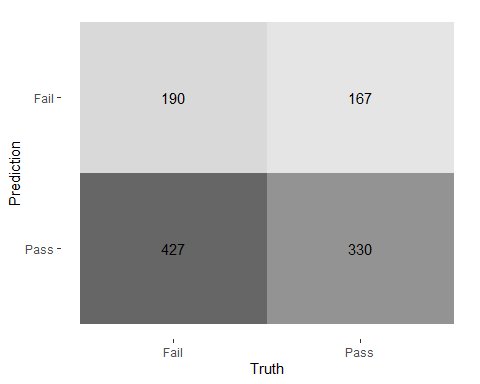 Fail
190
167
Prediction
Pass
427
330
Fail
Pass
Truth